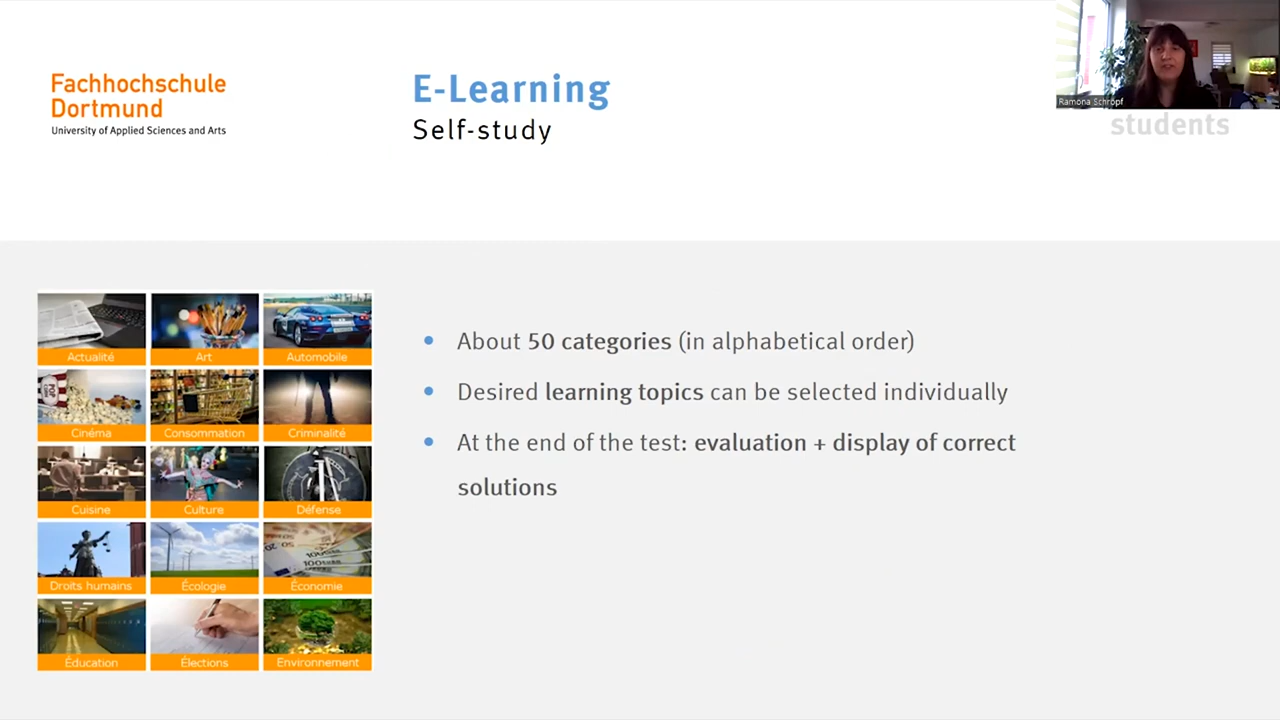 Fachhochschule
Dortmund
University of Applied Sciences and Arts
E-Learning
Self-study
Ramona Schröpf
students
Actualité
Art
Automobile
Cinéma
Consommation
Criminalité
Cuisine
Culture
Défense
Droits humains
Écologie
Économie
Éducation
Élections
Environnement
• About 50 categories (in alphabetical order)
• Desired learning topics can be selected individually
• At the end of the test: evaluation + display of correct
solutions